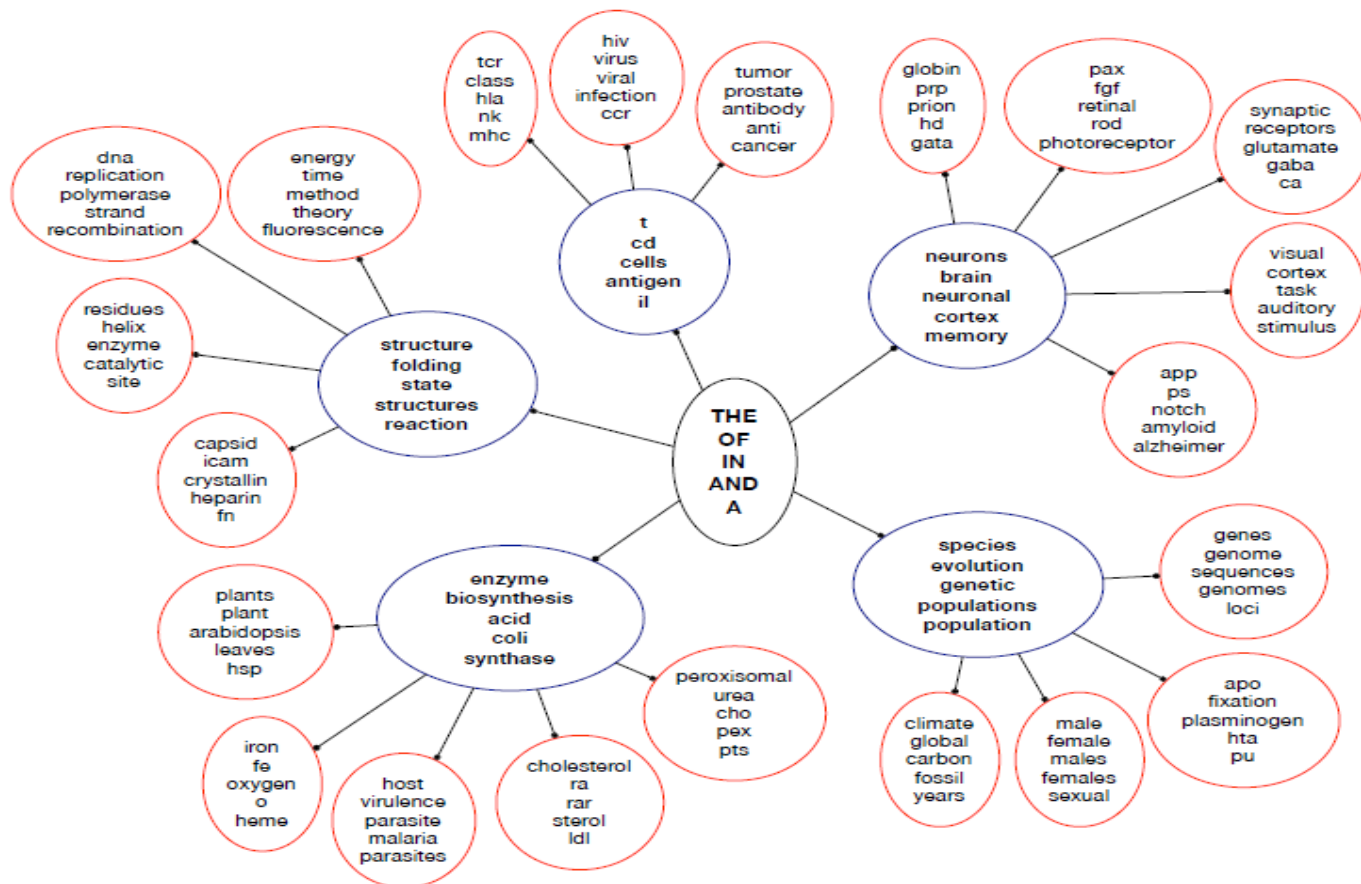 tcr
class
hla
nk
mhc
hiv
virus
viral
infection
ccr
tumor
prostate
antibody
anti
cancer
globin
prp
prion
hd
gata
pax
fgf
retinal
rod
photoreceptor
synaptic
receptors
glutamate
gaba
ca
dna
replication
polymerase
strand
recombination
energy
time
method
theory
fluorescence
t
cd
cells
antigen
il
neurons
brain
neuronal
cortex
memory
visual
cortex
task
auditory
stimulus
residues
helix
enzyme
catalytic
site
structure
folding
state
structures
reaction
app
ps
notch
amyloid
alzheimer
capsid
icam
crystallin
heparin
fn
THE
OF
IN
AND
A
enzyme
biosynthesis
acid
coli
synthase
species
evolution
genetic
populations
population
genes
genome
sequences
genomes
loci
plants
plant
arabidopsis
leaves
hsp
peroxisomal
urea
cho
pex
pts
apo
fixation
plasminogen
hta
pu
iron
fe
oxygen
o
heme
host
virulence
parasite
malaria
parasites
cholesterol
ra
rar
sterol
ldl
climate
global
carbon
fossil
years
male
female
males
females
sexual